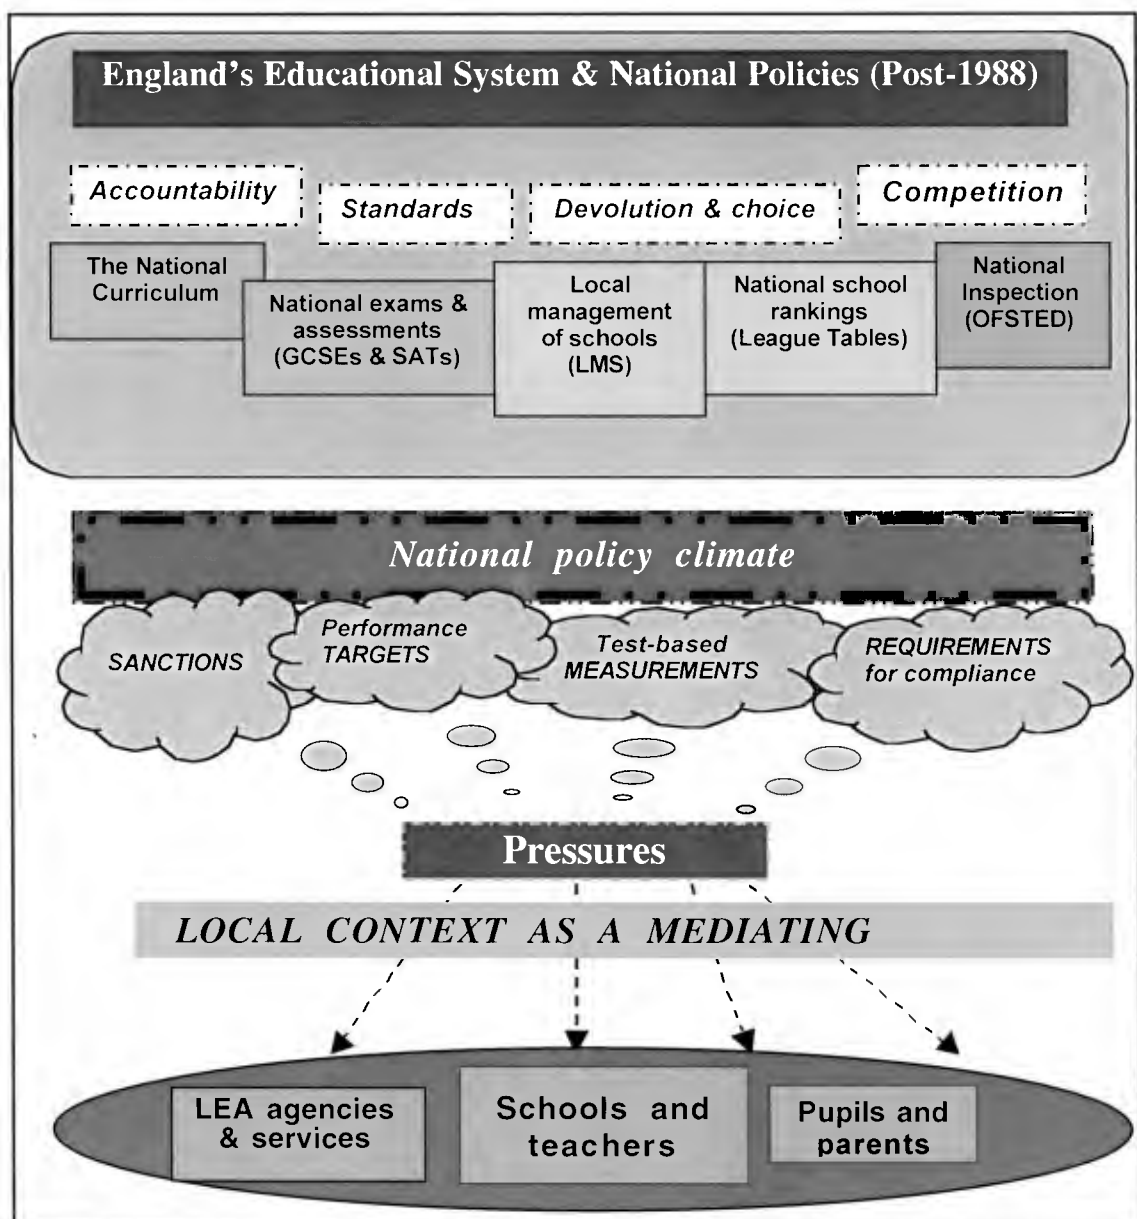 England's Educational System & National Policies (Post-1988)
Accountability
Standards
Devolution & choice
Competition
The National
Curriculum
National exams &
assessments
(GCSEs & SATs)
Local
management
of schools
(LMS)
National school
rankings
(League Tables)
National
Inspection
(OFSTED)
National policy climate
SANCTIONS
Performance
TARGETS
Test-based
MEASUREMENTS
REQUIREMENTS
for compliance
Pressures
LOCAL CONTEXT AS A MEDIATING
LEA agencies
& services
Schools and
teachers
Pupils and
parents